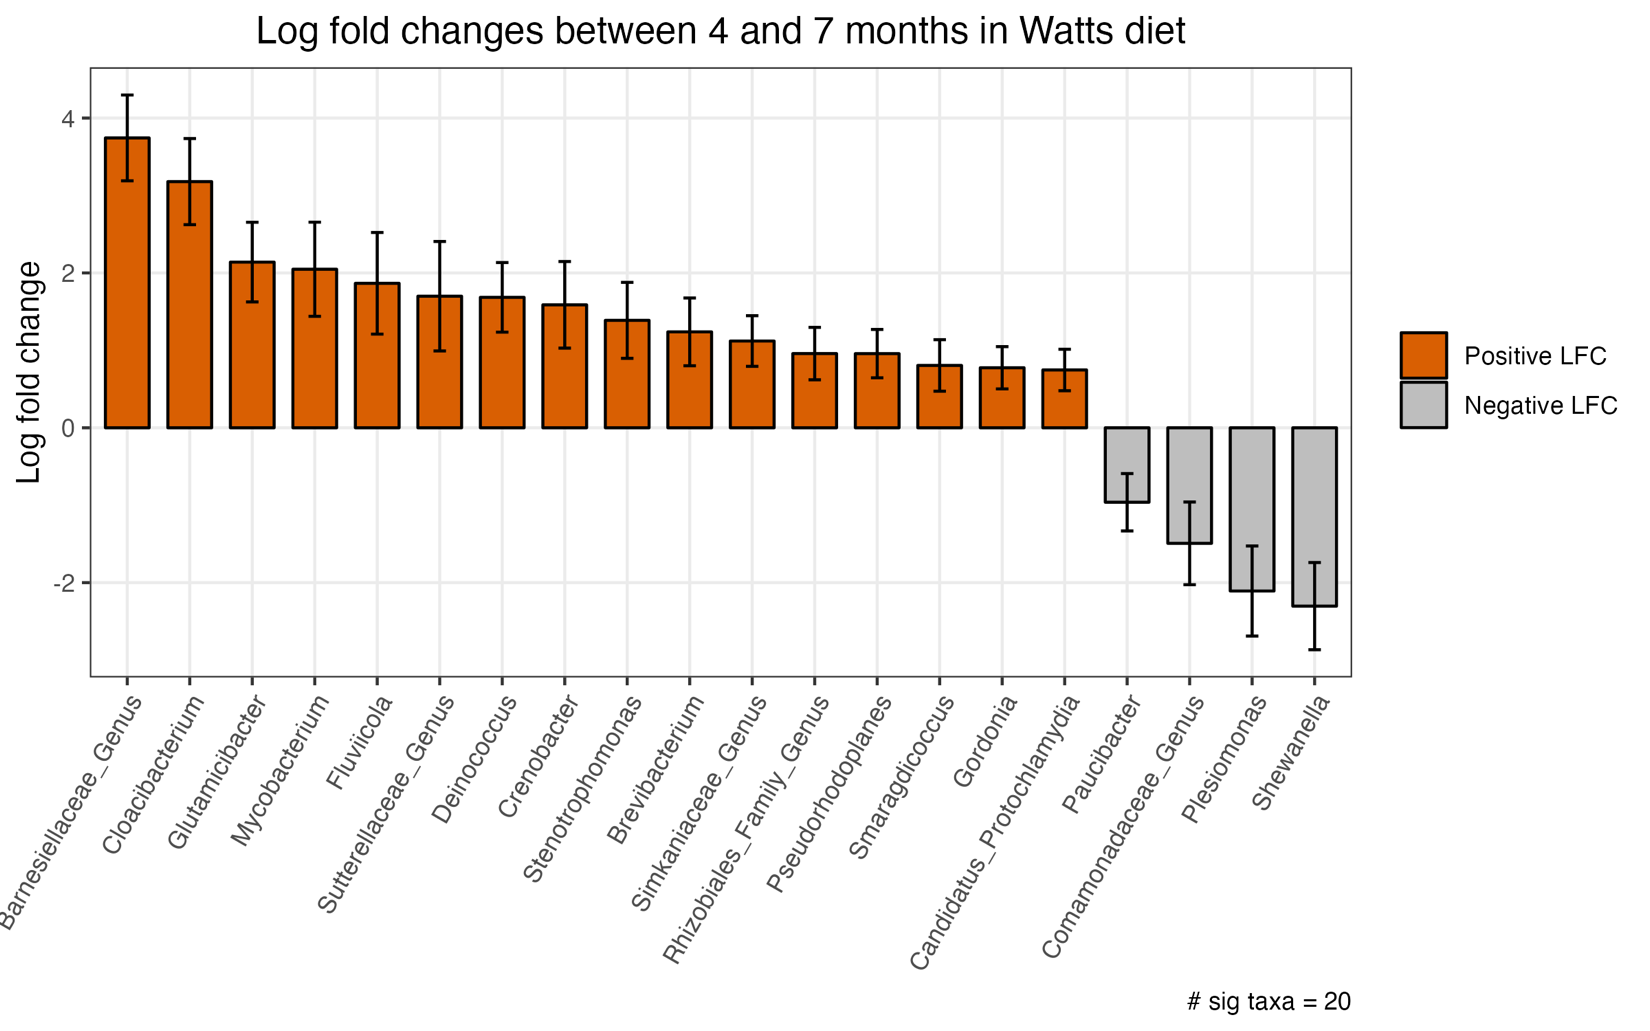 Log fold changes between 4 and 7 months in Watts diet
Log fold change
4
2
0
-2
Barnesiellaceae_Genus
Cloacibacterium
Glutamicibacter
Mycobacterium
Fluviicola
Sutterellaceae_Genus
Deinococcus
Crenobacter
Stenotrophomonas
Brevibacterium
Simkaniaceae_Genus
Rhizobiales_Family_Genus
Pseudorhodoplanes
Smaragdicoccus
Gordonia
Candidatus_Protochlamydia
Paucibacter
Comamonadaceae_Genus
Plesiomonas
Shewanella
Positive LFC
Negative LFC
# sig taxa = 20